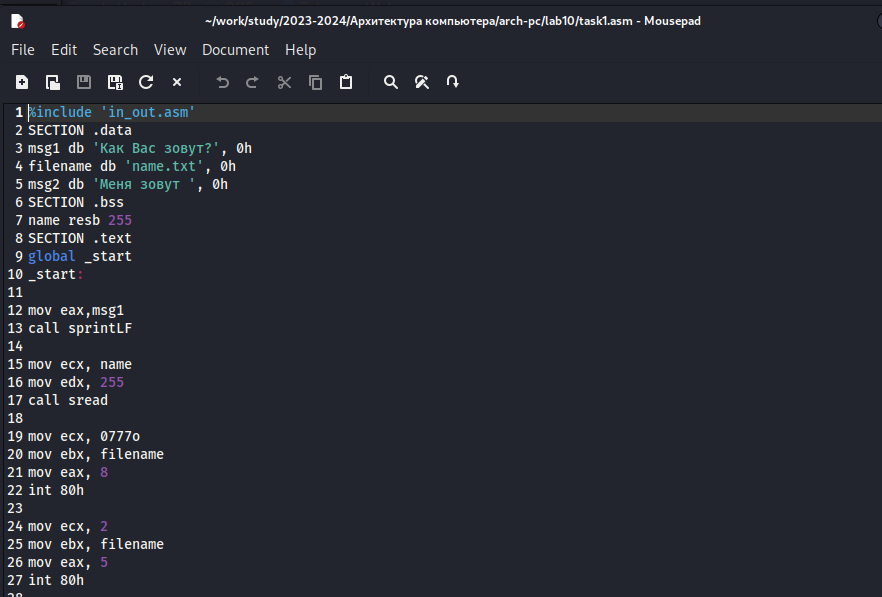 ~/work/study/2023-2024/Архитектура компьютера/arch-pc/lab10/task1.asm - Mousepad
File Edit Search View Document Help
1 %include 'in_out.asm'
2 SECTION .data
3 msg1 db 'Как Вас зовут?', 0h
4 filename db 'name.txt', 0h
5 msg2 db 'Меня зовут ', 0h
6 SECTION .bss
7 name resb 255
8 SECTION .text
9 global _start
10 _start:
11
12 mov eax,msg1
13 call sprintLF
14
15 mov ecx, name
16 mov edx, 255
17 call sread
18
19 mov ecx, 0777o
20 mov ebx, filename
21 mov eax, 8
22 int 80h
23
24 mov ecx, 2
25 mov ebx, filename
26 mov eax, 5
27 int 80h
28